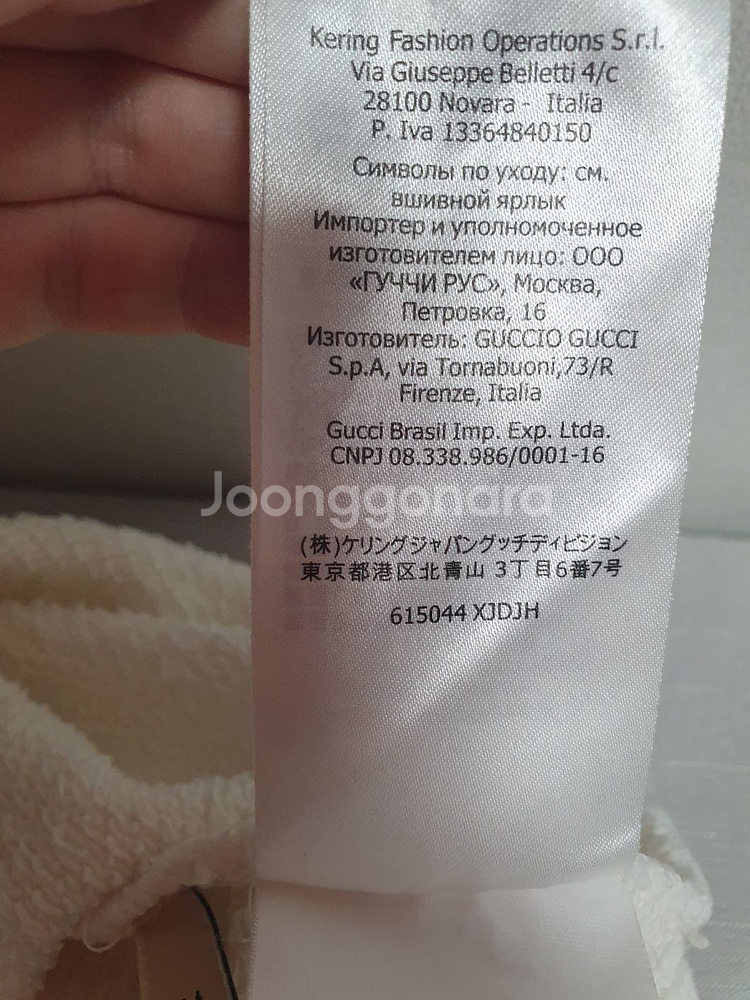 Kering Fashion Operations S.r.l.
Via Giuseppe Belletti 4/c
28100 Novara - Italia
P. Iva 13364840150
Символы по уходу: см.
вшивной ярлык
Импортер и уполномоченное
изготовителем лицо: ООО
«ГУЧЧИ РУС», Москва,
Петровка, 16
Изготовитель: GUCCIO GUCCI
S.p.A, via Tornabuoni,73/R
Firenze, Italia
Gucci Brasil Imp. Exp. Ltda.
CNPJ 08.338.986/0001-16
Joonggonara
(株)ケリングジャパングッチディビジョン
東京都港区北青山 3丁目6番7号
615044 XJDJH